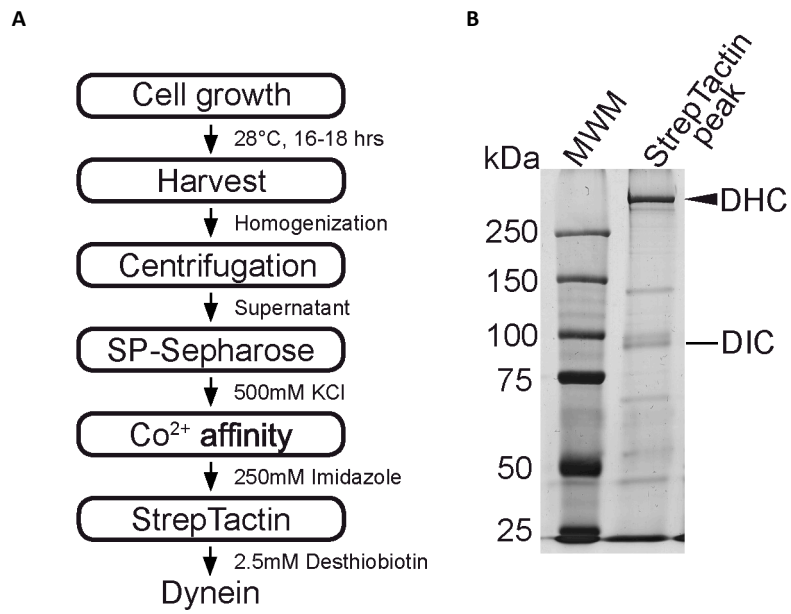 A
Cell growth
28°C, 16-18 hrs
Harvest
Homogenization
Centrifugation
Supernatant
SP-Sepharose
500mM KCl
Co²⁺ affinity
250mM Imidazole
StrepTactin
2.5mM Desthiobiotin
Dynein
B
kDa
MWM
StrepTactin
peak
250
150
100
75
50
25
DHC
DIC